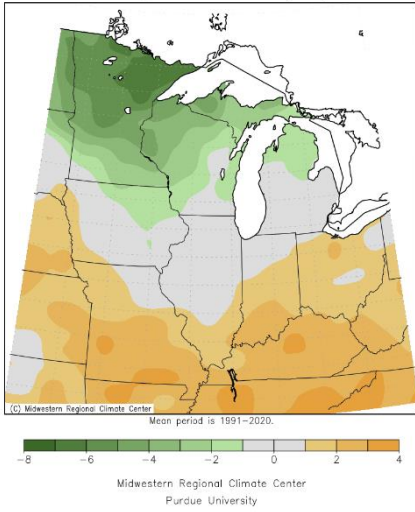 (C) Midwestern Regional Climate Center
Mean period is 1991-2020.
-8 -6 -4 -2 0 2 4
Midwestern Regional Climate Center
Purdue University